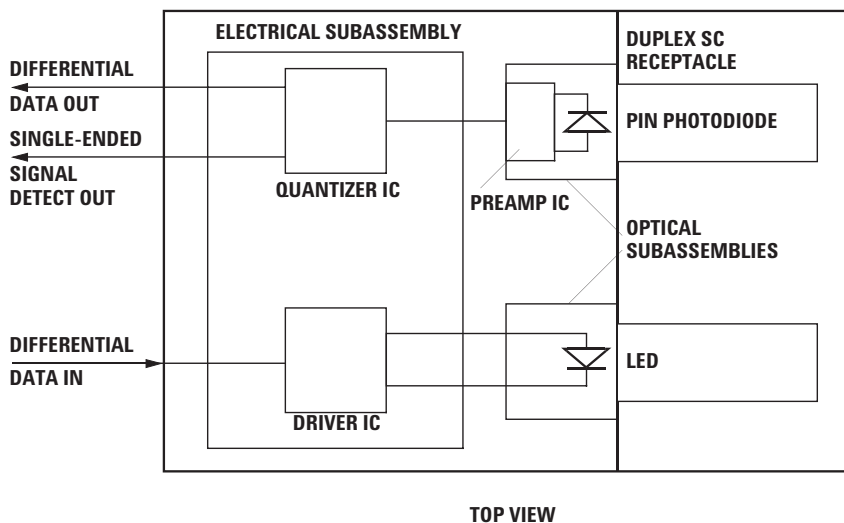 ELECTRICAL SUBASSEMBLY
DUPLEX SC
RECEPTACLE
DIFFERENTIAL
DATA OUT
SINGLE-ENDED
SIGNAL
DETECT OUT
QUANTIZER IC
PREAMP IC
PIN PHOTODIODE
OPTICAL
SUBASSEMBLIES
DIFFERENTIAL
DATA IN
DRIVER IC
LED
TOP VIEW